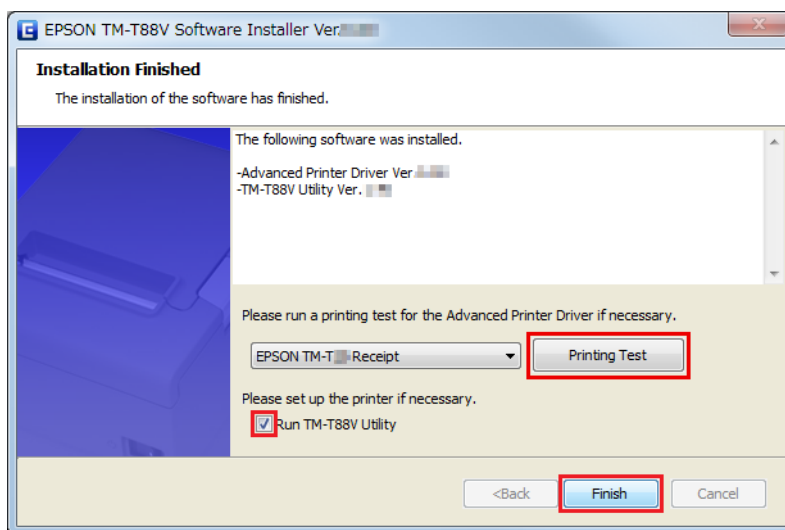 EPSON TM-T88V Software Installer Ver.
Installation Finished
The installation of the software has finished.
The following software was installed.
-Advanced Printer Driver Ver
-TM-T88V Utility Ver.
Please run a printing test for the Advanced Printer Driver if necessary.
EPSON TM-T Receipt
Printing Test
Please set up the printer if necessary.
Run TM-T88V Utility
<Back
Finish
Cancel